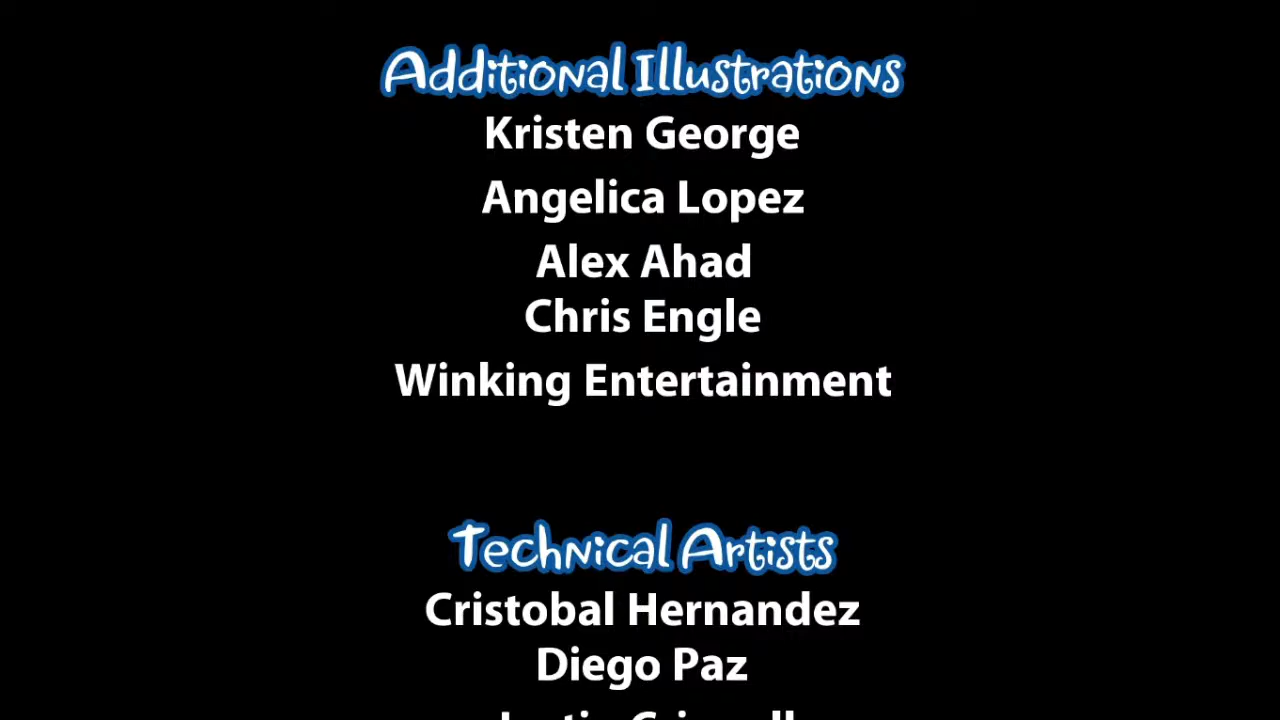 Additional Illustrations
Kristen George
Angelica Lopez
Alex Ahad
Chris Engle
Winking Entertainment
Technical Artists
Cristobal Hernandez
Diego Paz